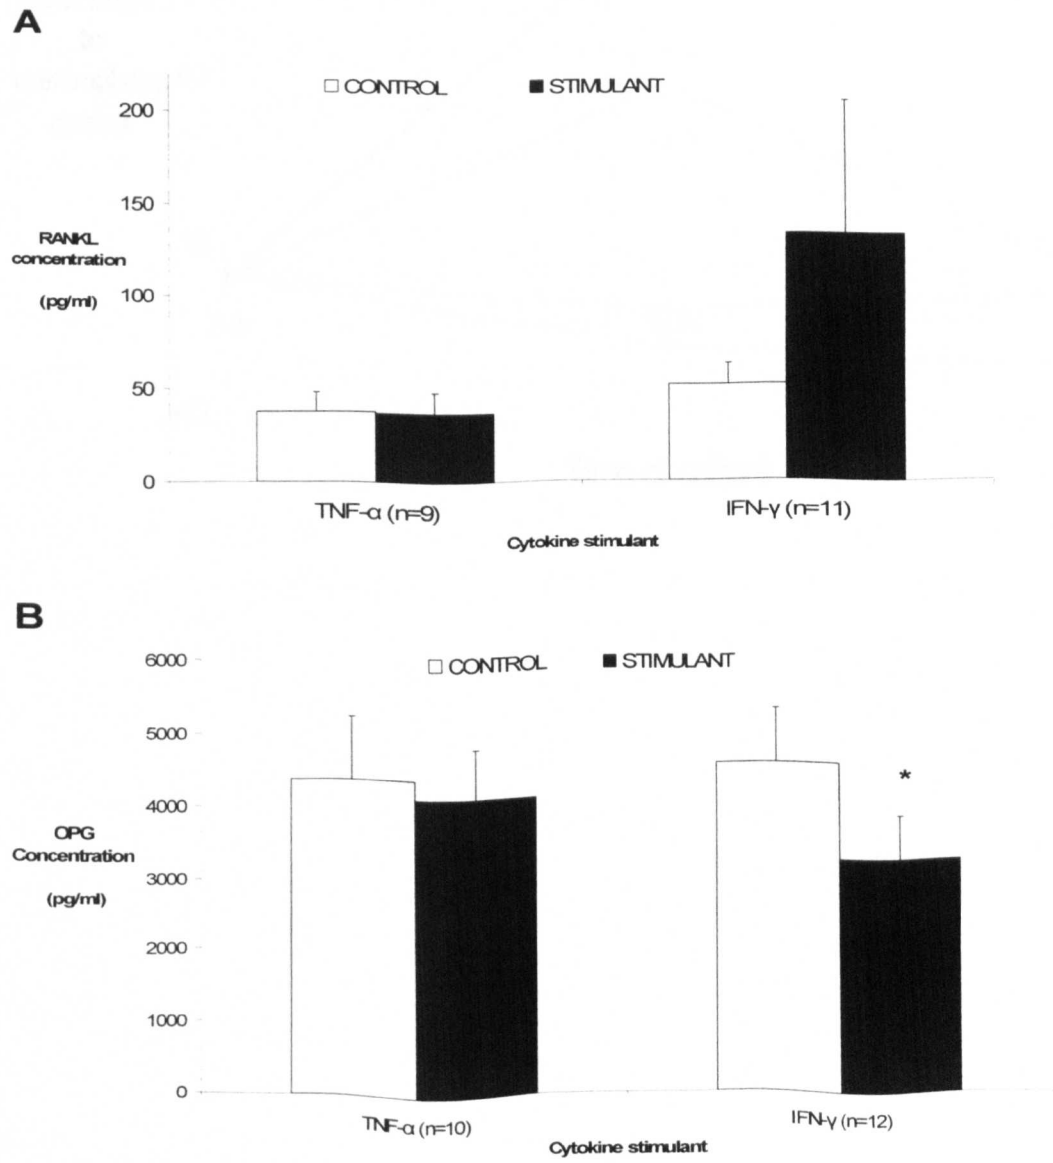 A
CONTROL STIMULANT
200
150
RANKL
concentration
(pg/ml)
100
50
0
TNF-α (n=9) IFN-γ (n=11)
Cytokine stimulant
B
6000
CONTROL STIMULANT
5000
*
4000
OPG
Concentration
(pg/ml)
3000
2000
1000
0
TNF-α (n=10) IFN-γ (n=12)
Cytokine stimulant